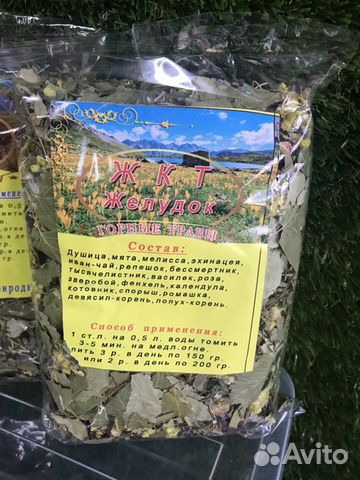 ЖКТ
Желудок
ГОРНЫЕ ТРАВЫ
Состав:
Душица,мята,мелисса,эхинацея,
иван-чай,репешок,бессмертник,
тысячелистник,василек,роза,
зверобой,фенхель,календула,
котовник,спорыш,ромашка,
девясил-корень,лопух-корень.
Способ применения:
1 ст.л. на 0,5 л. воды томить
3-5 мин. на медл.огне.
пить 3 р. в день по 150 гр.
или 2 р. в день по 200 гр.
Avito